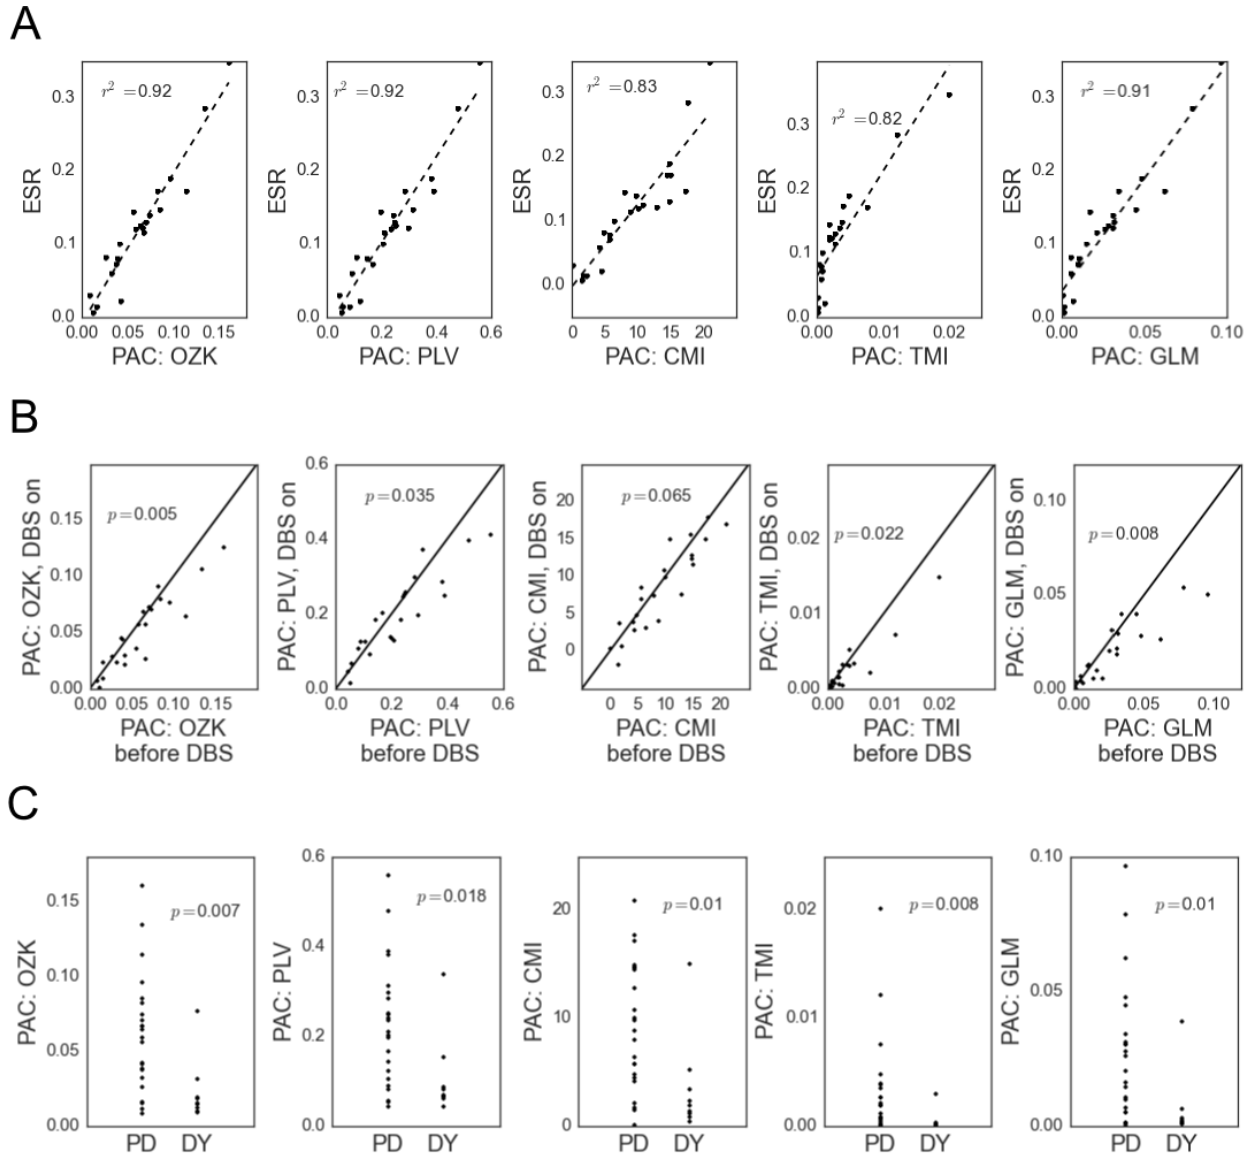 A
r² =0.92
ESR
0.3
0.2
0.1
0.0
0.00 0.05 0.10 0.15
PAC: OZK
r² =0.92
ESR
0.3
0.2
0.1
0.0
0.0 0.2 0.4 0.6
PAC: PLV
r² =0.83
ESR
0.3
0.2
0.1
0.0
0 5 10 15 20
PAC: CMI
r² =0.82
ESR
0.3
0.2
0.1
0.0
0.00 0.01 0.02
PAC: TMI
r² =0.91
ESR
0.3
0.2
0.1
0.0
0.00 0.05 0.10
PAC: GLM
B
p=0.005
PAC: OZK, DBS on
0.15
0.10
0.05
0.00
0.00 0.05 0.10 0.15
PAC: OZK
before DBS
p=0.035
PAC: PLV, DBS on
0.6
0.4
0.2
0.0
0.0 0.2 0.4 0.6
PAC: PLV
before DBS
p=0.065
PAC: CMI, DBS on
20
15
10
5
0
0 5 10 15 20
PAC: CMI
before DBS
p=0.022
PAC: TMI, DBS on
0.02
0.01
0.00
0.00 0.01 0.02
PAC: TMI
before DBS
p=0.008
PAC: GLM, DBS on
0.10
0.05
0.00
0.00 0.05 0.10
PAC: GLM
before DBS
C
p=0.007
PAC: OZK
0.15
0.10
0.05
0.00
PD DY
p=0.018
PAC: PLV
0.6
0.4
0.2
0.0
PD DY
p=0.01
PAC: CMI
20
10
0
PD DY
p=0.008
PAC: TMI
0.02
0.01
0.00
PD DY
p=0.01
PAC: GLM
0.10
0.05
0.00
PD DY